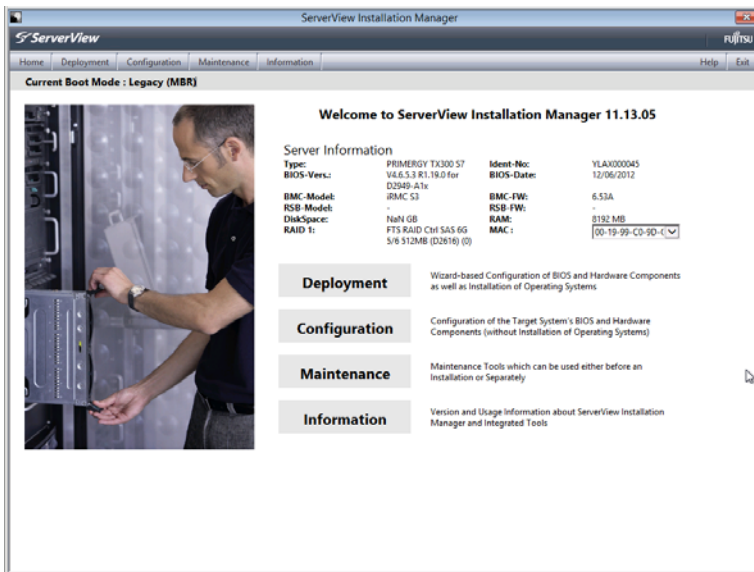 ServerView Installation Manager
ServerView
FUJITSU
Home Deployment Configuration Maintenance Information Help Exit
Current Boot Mode : Legacy (MBR)
Welcome to ServerView Installation Manager 11.13.05
Server Information
Type: PRIMERGY TX300 S7 Ident-No: YLAX000045
BIOS-Vers.: V4.6.5.3 R1.19.0 for BIOS-Date: 12/06/2012
D2949-A1x
BMC-Model: iRMC S3 BMC-FW: 6.53A
RSB-Model: - RSB-FW: -
DiskSpace: NaN GB RAM: 8192 MB
RAID 1: FTS RAID Ctrl SAS 6G MAC : 00-19-99-C0-9D-
5/6 512MB (D2616) (0)
Deployment
Wizard-based Configuration of BIOS and Hardware Components
as well as Installation of Operating Systems
Configuration
Configuration of the Target System's BIOS and Hardware
Components (without Installation of Operating Systems)
Maintenance
Maintenance Tools which can be used either before an
Installation or Separately
Information
Version and Usage Information about ServerView Installation
Manager and Integrated Tools